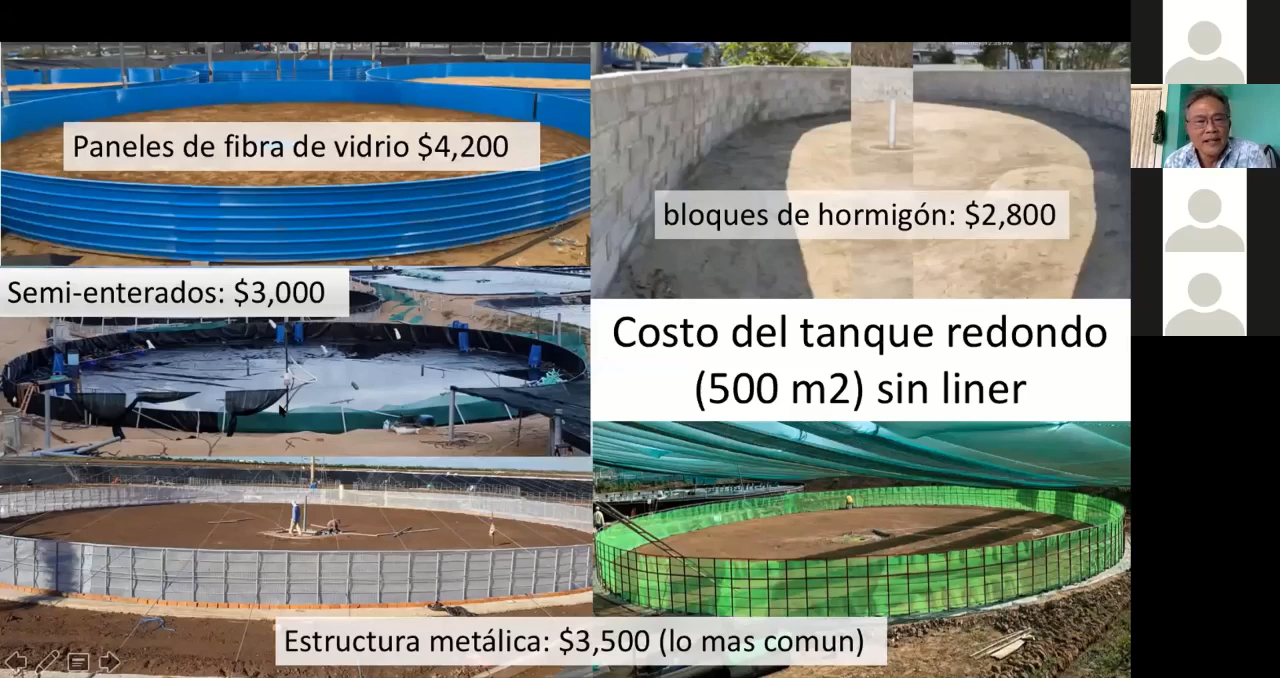 Paneles de fibra de vidrio $4,200
bloques de hormigón: $2,800
Semi-enterados: $3,000
Costo del tanque redondo
(500 m2) sin liner
Estructura metálica: $3,500 (lo mas comun)